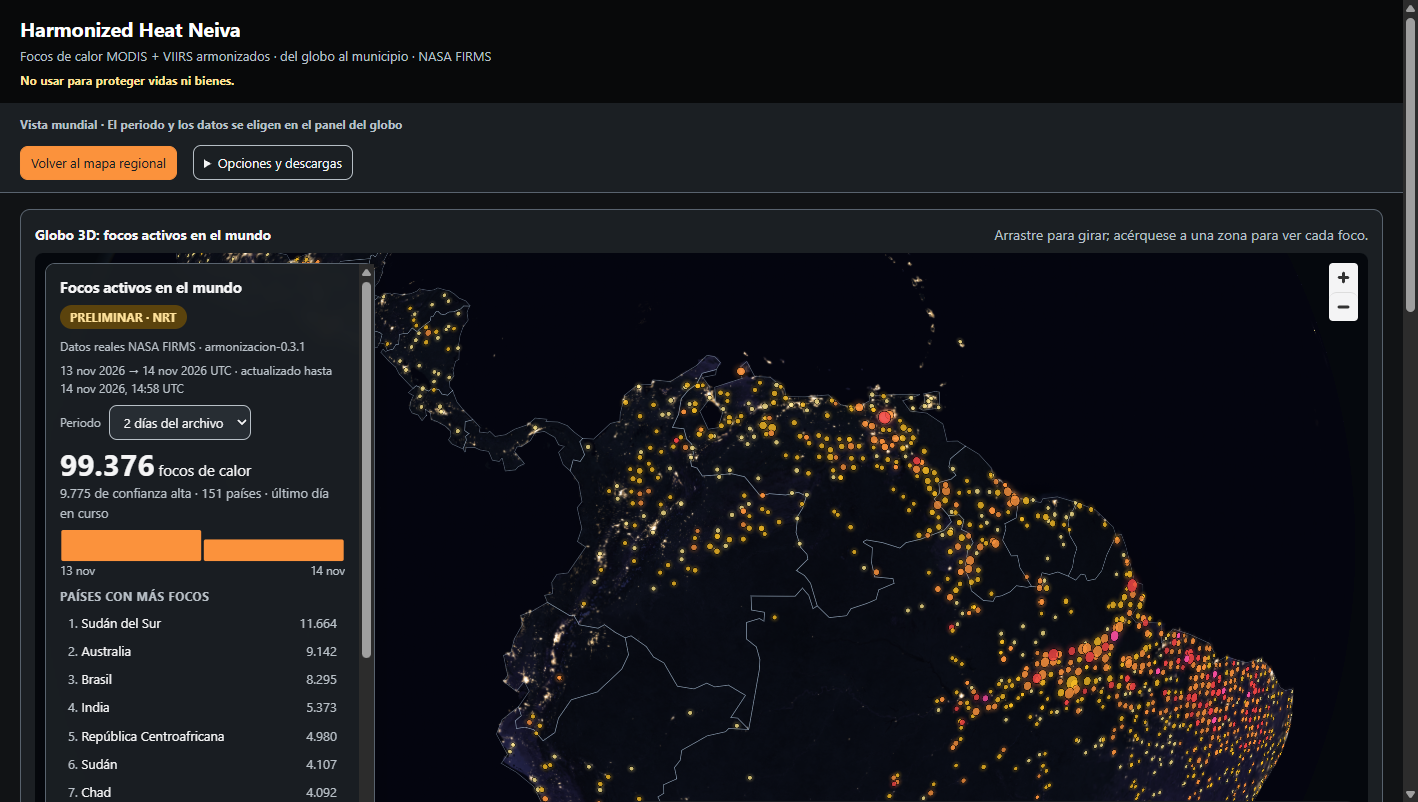 Harmonized Heat Neiva
Focos de calor MODIS + VIIRS armonizados · del globo al municipio · NASA FIRMS
No usar para proteger vidas ni bienes.
Vista mundial · El periodo y los datos se eligen en el panel del globo
Volver al mapa regional
▶ Opciones y descargas
Globo 3D: focos activos en el mundo
Arrastre para girar; acérquese a una zona para ver cada foco.
Focos activos en el mundo
PRELIMINAR · NRT
Datos reales NASA FIRMS · armonizacion-0.3.1
13 nov 2026 → 14 nov 2026 UTC · actualizado hasta
14 nov 2026, 14:58 UTC
Periodo 2 días del archivo
99.376 focos de calor
9.775 de confianza alta · 151 países · último día
en curso
13 nov 14 nov
PAÍSES CON MÁS FOCOS
1. Sudán del Sur 11.664
2. Australia 9.142
3. Brasil 8.295
4. India 5.373
5. República Centroafricana 4.980
6. Sudán 4.107
7. Chad 4.092
+
−